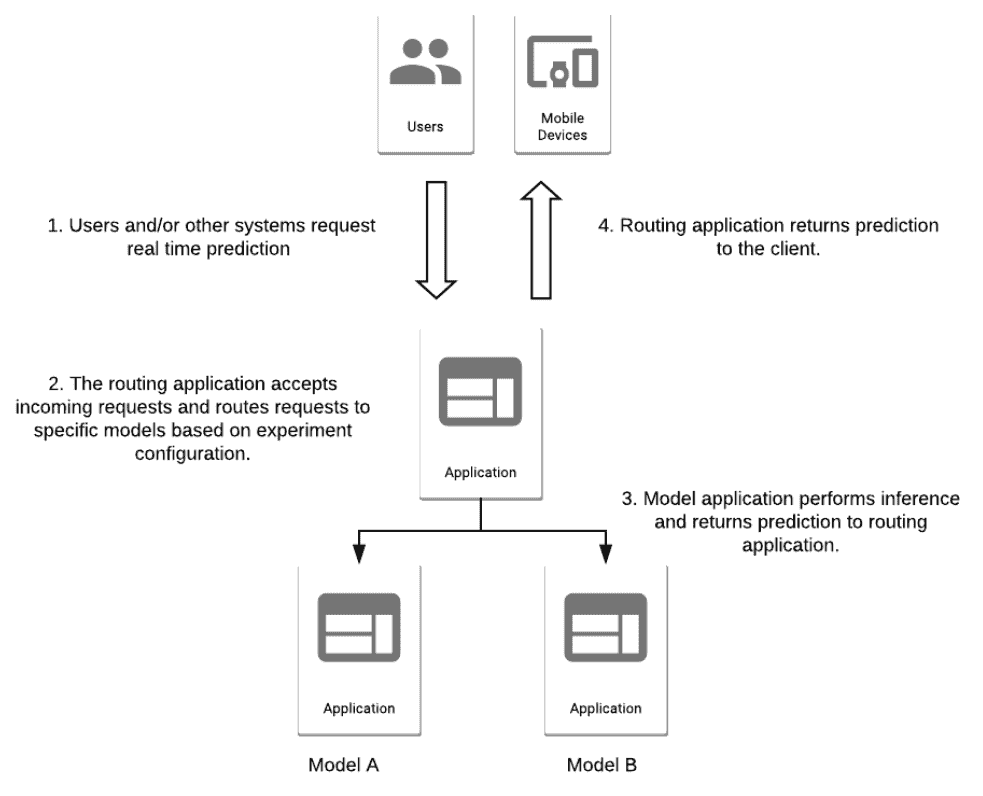 Users
Mobile
Devices
1. Users and/or other systems request
real time prediction
4. Routing application returns prediction
to the client.
2. The routing application accepts
incoming requests and routes requests to
specific models based on experiment
configuration.
Application
3. Model application performs inference
and returns prediction to routing
application.
Application
Application
Model A
Model B